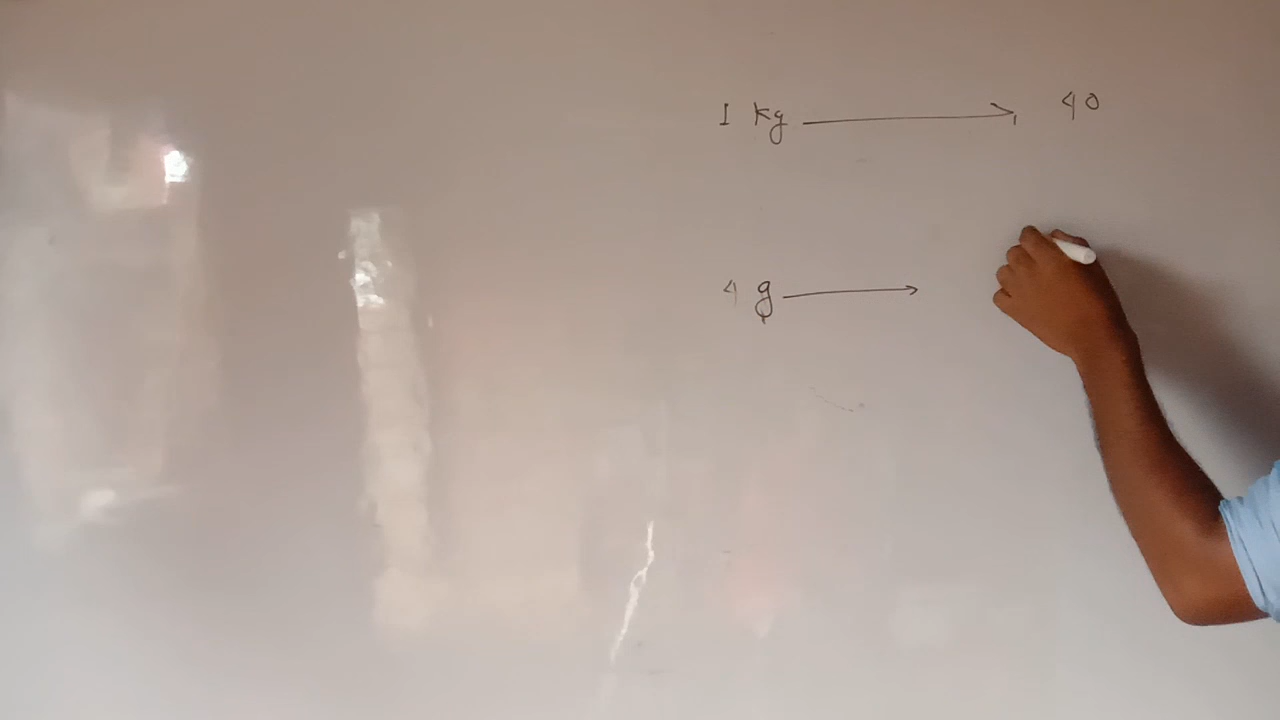 1 kg → 40
4 g →